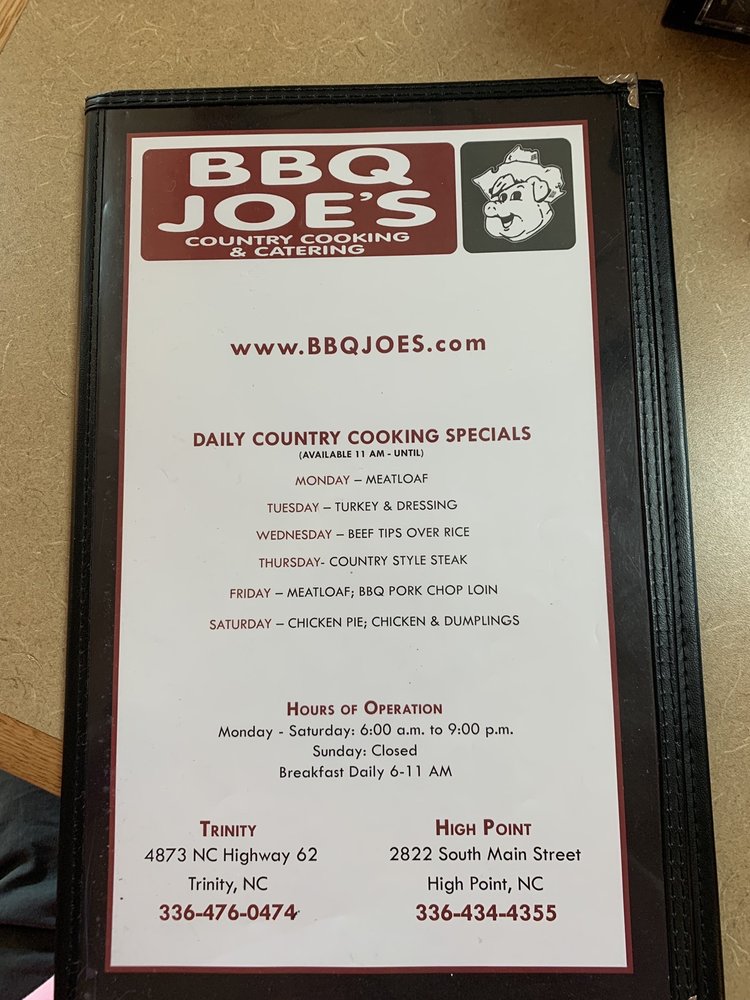 BBQ
JOE'S
COUNTRY COOKING
& CATERING
www.BBQJOES.com
DAILY COUNTRY COOKING SPECIALS
(AVAILABLE 11 AM - UNTIL)
MONDAY – MEATLOAF
TUESDAY – TURKEY & DRESSING
WEDNESDAY – BEEF TIPS OVER RICE
THURSDAY- COUNTRY STYLE STEAK
FRIDAY – MEATLOAF; BBQ PORK CHOP LOIN
SATURDAY – CHICKEN PIE; CHICKEN & DUMPLINGS
HOURS OF OPERATION
Monday - Saturday: 6:00 a.m. to 9:00 p.m.
Sunday: Closed
Breakfast Daily 6-11 AM
TRINITY
4873 NC Highway 62
Trinity, NC
336-476-0474
HIGH POINT
2822 South Main Street
High Point, NC
336-434-4355